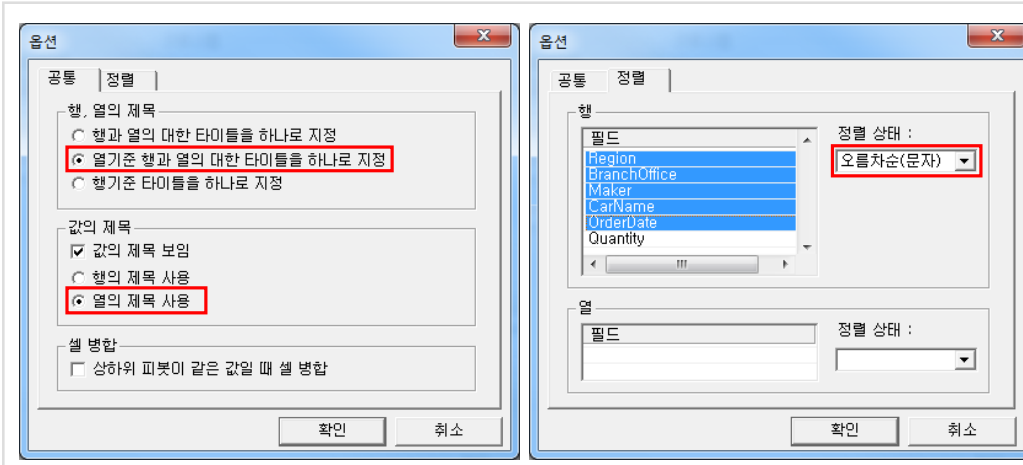 옵션
공통 정렬
행, 열의 제목
행과 열의 대한 타이틀을 하나로 지정
열기준 행과 열의 대한 타이틀을 하나로 지정
행기준 타이틀을 하나로 지정
값의 제목
값의 제목 보임
행의 제목 사용
열의 제목 사용
셀 병합
상하위 피봇이 같은 값일 때 셀 병합
확인 취소
옵션
공통 정렬
행
필드
Region
BranchOffice
Maker
CarName
OrderDate
Quantity
정렬 상태 :
오름차순(문자)
열
필드
정렬 상태 :
확인 취소